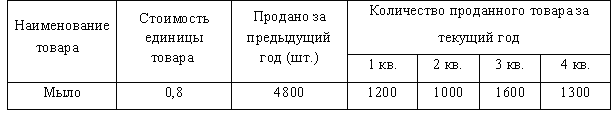 Наименование
товара
Стоимость
единицы
товара
Продано за
предыдущий
год (шт.)
Количество проданного товара за
текущий год
1 кв. 2 кв. 3 кв. 4 кв.
Мыло 0,8 4800 1200 1000 1600 1300